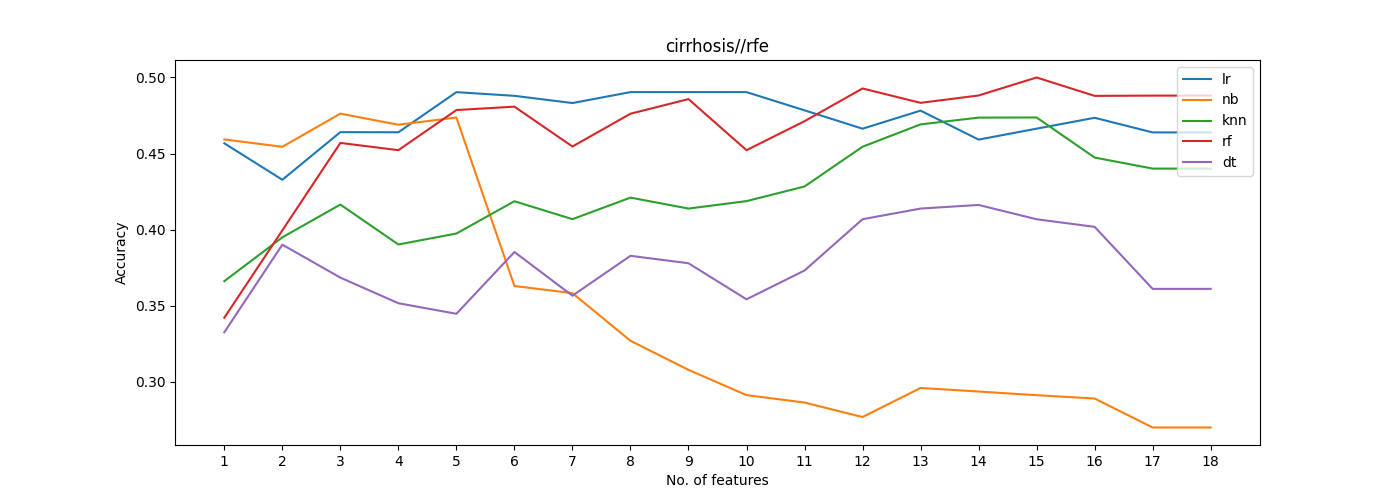 cirrhosis//rfe
Accuracy
0.50
0.45
0.40
0.35
0.30
lr
nb
knn
rf
dt
1 2 3 4 5 6 7 8 9 10 11 12 13 14 15 16 17 18
No. of features